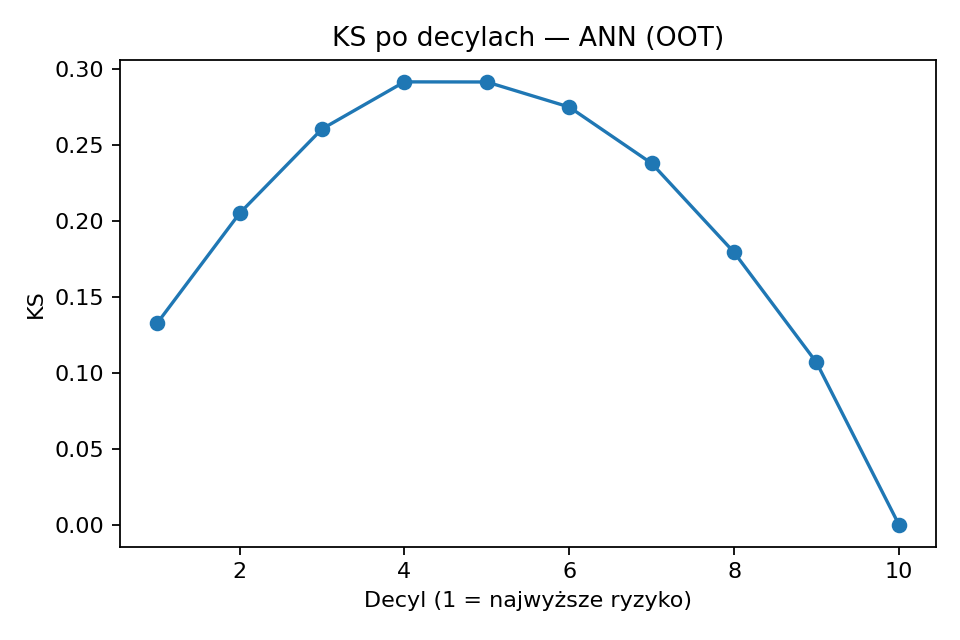 KS po decylach — ANN (OOT)
0.30
0.25
0.20
0.15
0.10
0.05
0.00
KS
2 4 6 8 10
Decyl (1 = najwyższe ryzyko)